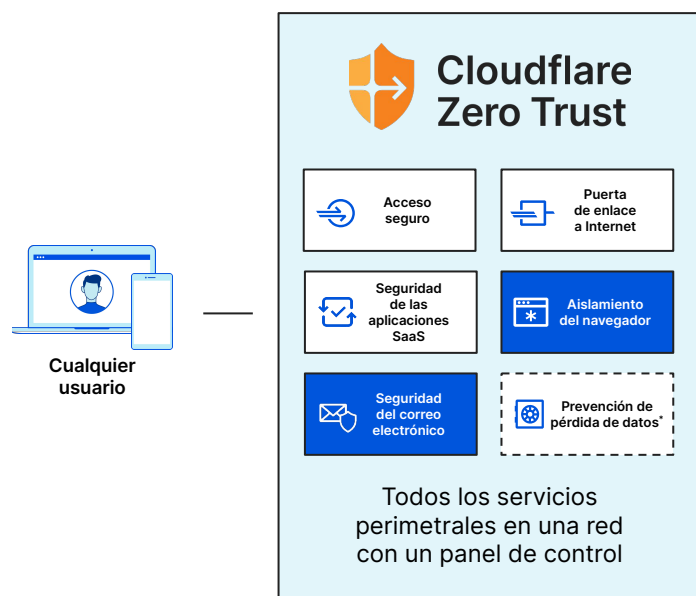 Cloudflare
Zero Trust
Acceso
seguro
Puerta
de enlace
a Internet
Seguridad
de las
aplicaciones
SaaS
Aislamiento
del navegador
Cualquier
usuario
Seguridad
del correo
electrónico
Prevención de
pérdida de datos*
Todos los servicios
perimetrales en una red
con un panel de control